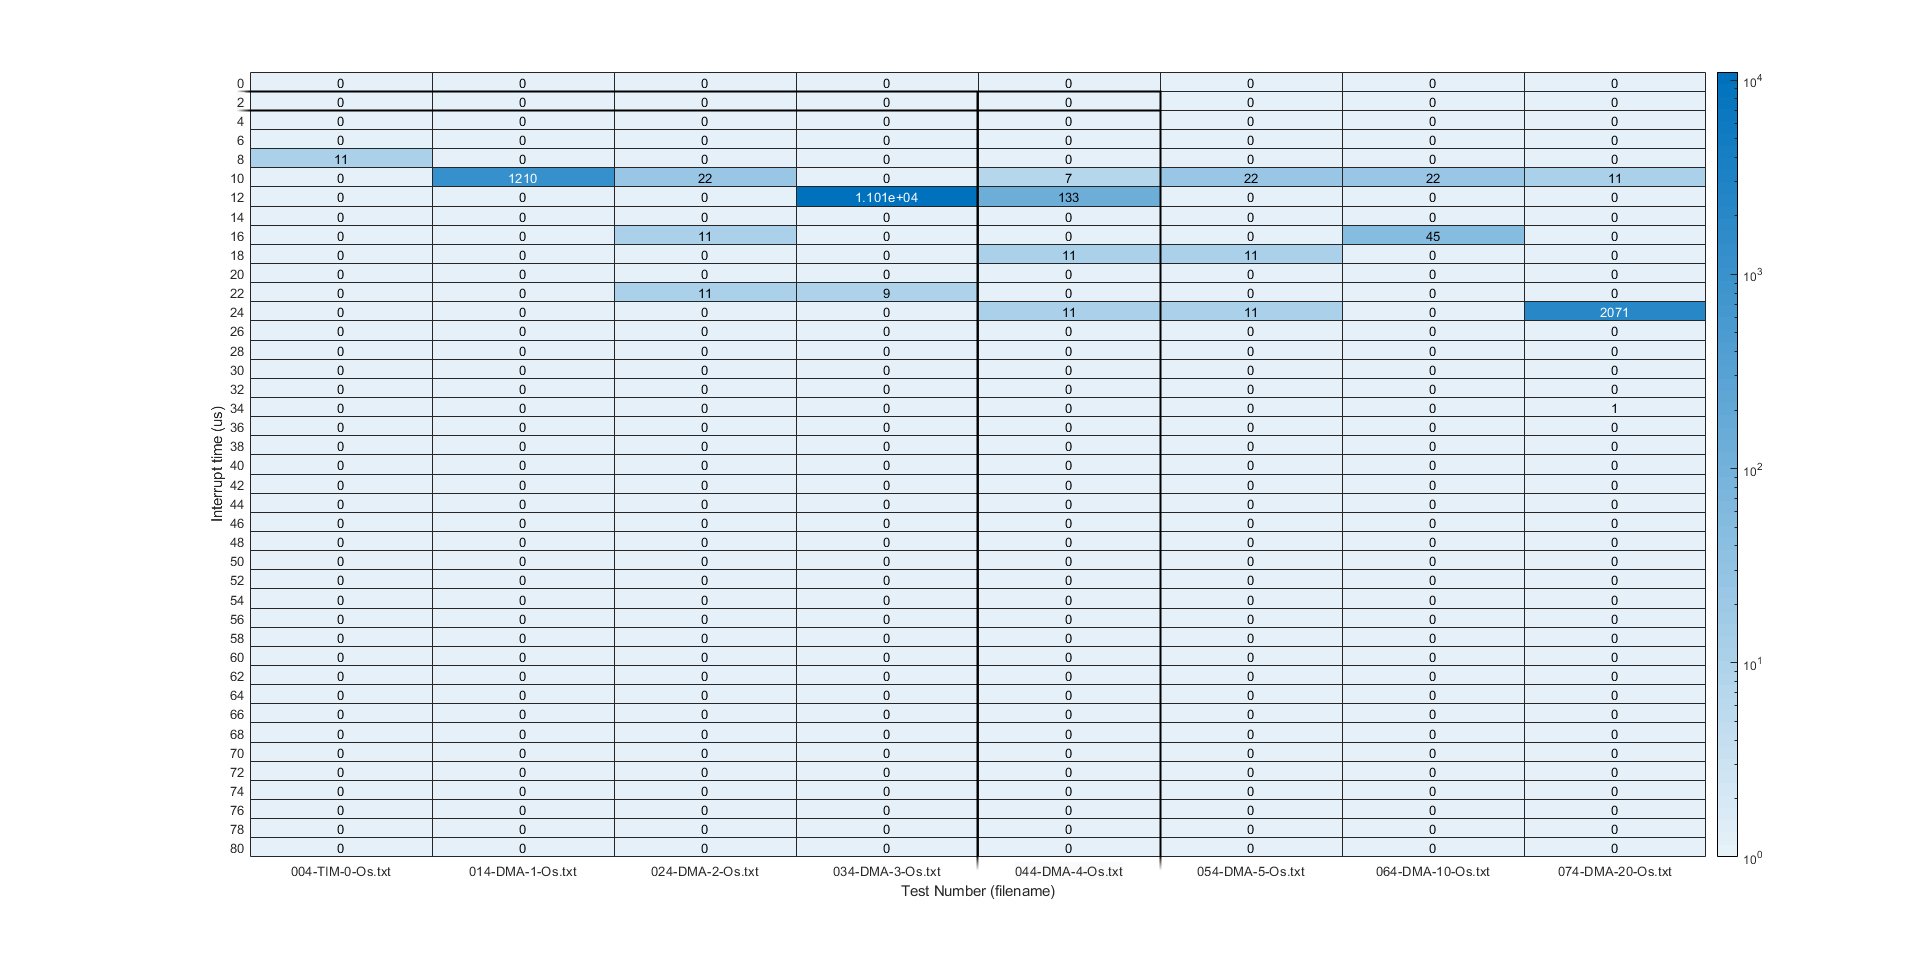 0 0 0 0 0 0 0 0 0
2 0 0 0 0 0 0 0 0
4 0 0 0 0 0 0 0 0
6 0 0 0 0 0 0 0 0
8 11 0 0 0 0 0 0 0
10 0 1210 22 0 7 22 22 11
12 0 0 0 1.101e+04 133 0 0 0
14 0 0 0 0 0 0 0 0
16 0 0 11 0 0 0 45 0
18 0 0 0 0 11 11 0 0
20 0 0 0 0 0 0 0 0
22 0 0 11 9 0 0 0 0
24 0 0 0 0 11 11 0 2071
26 0 0 0 0 0 0 0 0
28 0 0 0 0 0 0 0 0
30 0 0 0 0 0 0 0 0
32 0 0 0 0 0 0 0 0
34 0 0 0 0 0 0 0 1
36 0 0 0 0 0 0 0 0
38 0 0 0 0 0 0 0 0
40 0 0 0 0 0 0 0 0
42 0 0 0 0 0 0 0 0
44 0 0 0 0 0 0 0 0
46 0 0 0 0 0 0 0 0
48 0 0 0 0 0 0 0 0
50 0 0 0 0 0 0 0 0
52 0 0 0 0 0 0 0 0
54 0 0 0 0 0 0 0 0
56 0 0 0 0 0 0 0 0
58 0 0 0 0 0 0 0 0
60 0 0 0 0 0 0 0 0
62 0 0 0 0 0 0 0 0
64 0 0 0 0 0 0 0 0
66 0 0 0 0 0 0 0 0
68 0 0 0 0 0 0 0 0
70 0 0 0 0 0 0 0 0
72 0 0 0 0 0 0 0 0
74 0 0 0 0 0 0 0 0
76 0 0 0 0 0 0 0 0
78 0 0 0 0 0 0 0 0
80 0 0 0 0 0 0 0 0
Interrupt time (us)
004-TIM-0-Os.txt 014-DMA-1-Os.txt 024-DMA-2-Os.txt 034-DMA-3-Os.txt 044-DMA-4-Os.txt 054-DMA-5-Os.txt 064-DMA-10-Os.txt 074-DMA-20-Os.txt
Test Number (filename)
10⁴
10³
10²
10¹
10⁰